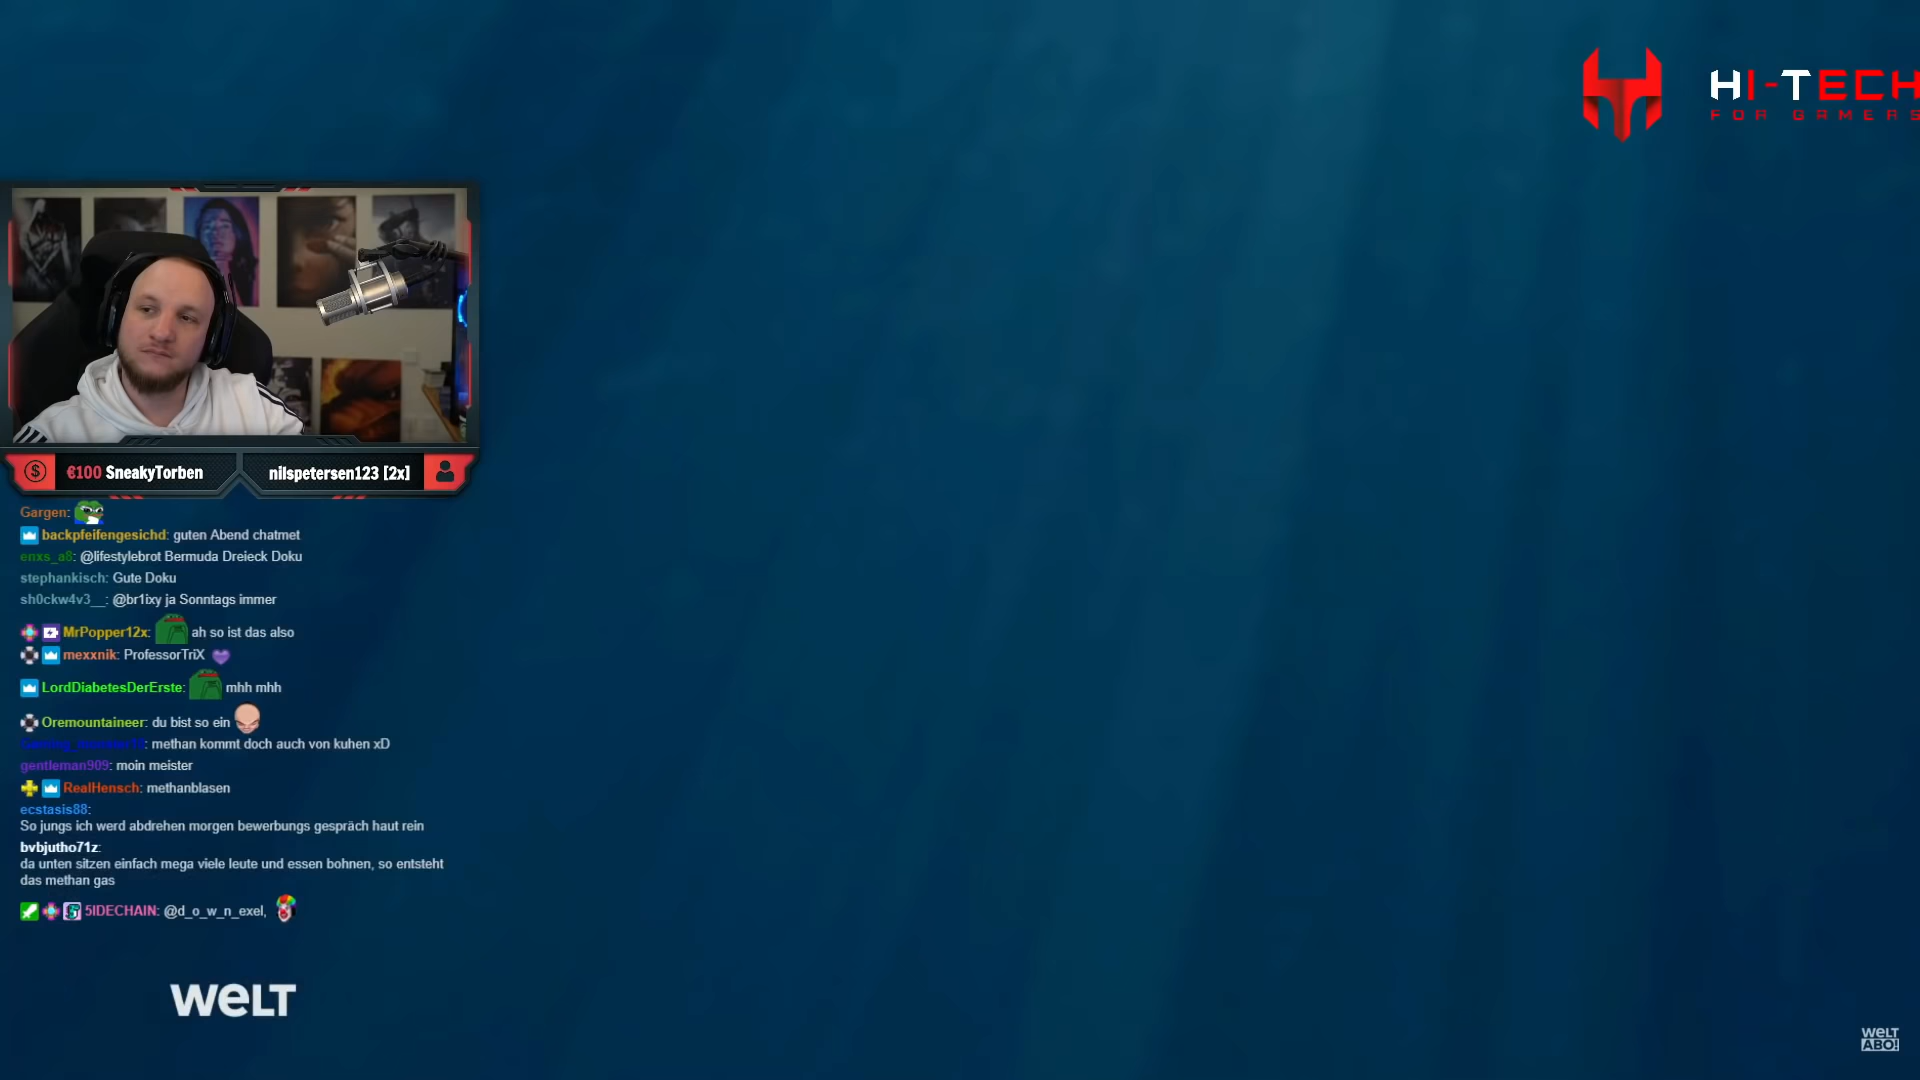 HI-TECH
FOR GAMERS
€100 SneakyTorben
nilspetersen123 [2x]
Gargen:
backpfeifengesichd: guten Abend chatmet
enxs_a8: @lifestylebrot Bermuda Dreieck Doku
stephankisch: Gute Doku
sh0ckw4v3__: @br1ixy ja Sonntags immer
MrPopper12x: ah so ist das also
mexxnik: ProfessorTriX
LordDiabetesDerErste: mhh mhh
Oremountaineer: du bist so ein
: methan kommt doch auch von kuhen xD
gentleman909: moin meister
RealHensch: methanblasen
ecstasis88:
So jungs ich werd abdrehen morgen bewerbungs gespräch haut rein
bvbjutho71z:
da unten sitzen einfach mega viele leute und essen bohnen, so entsteht
das methan gas
5IDECHAIN: @d_o_w_n_exel,
WELT
WELT
ABO!